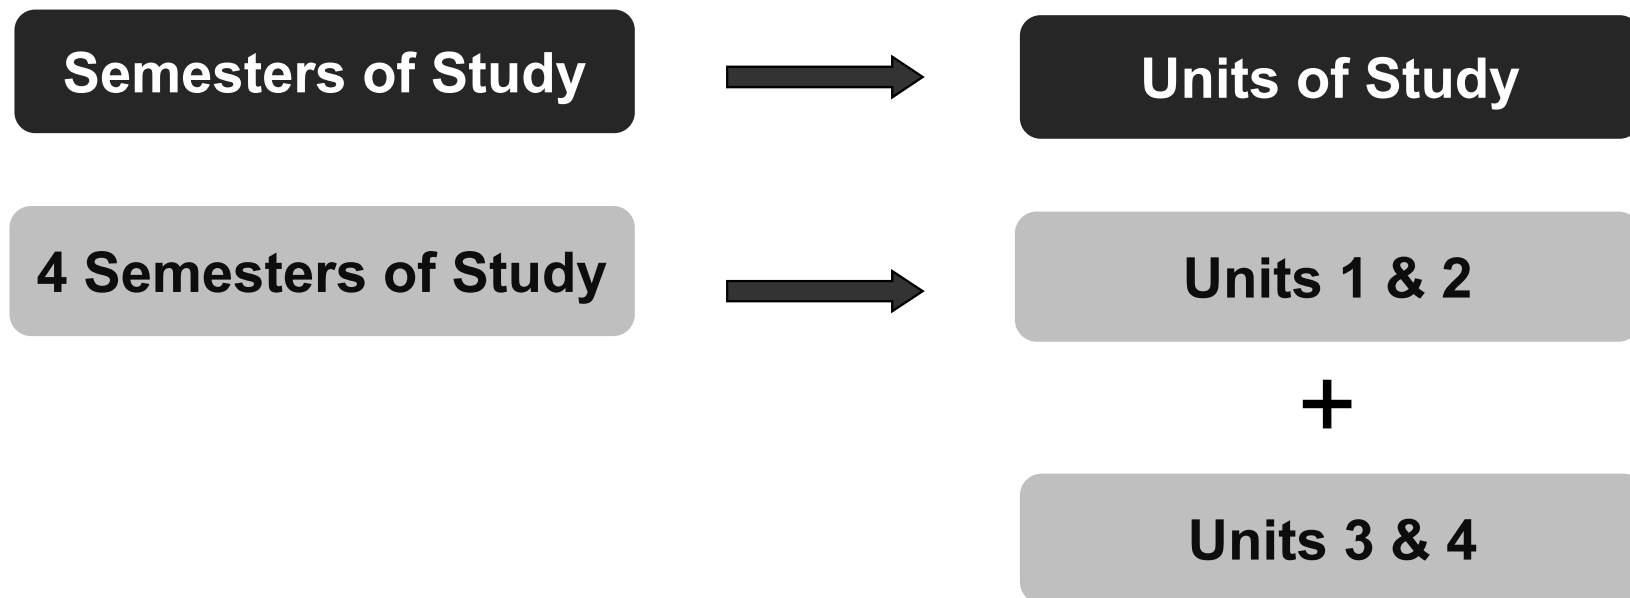 Semesters of Study
Units of Study
4 Semesters of Study
Units 1 & 2
+
Units 3 & 4